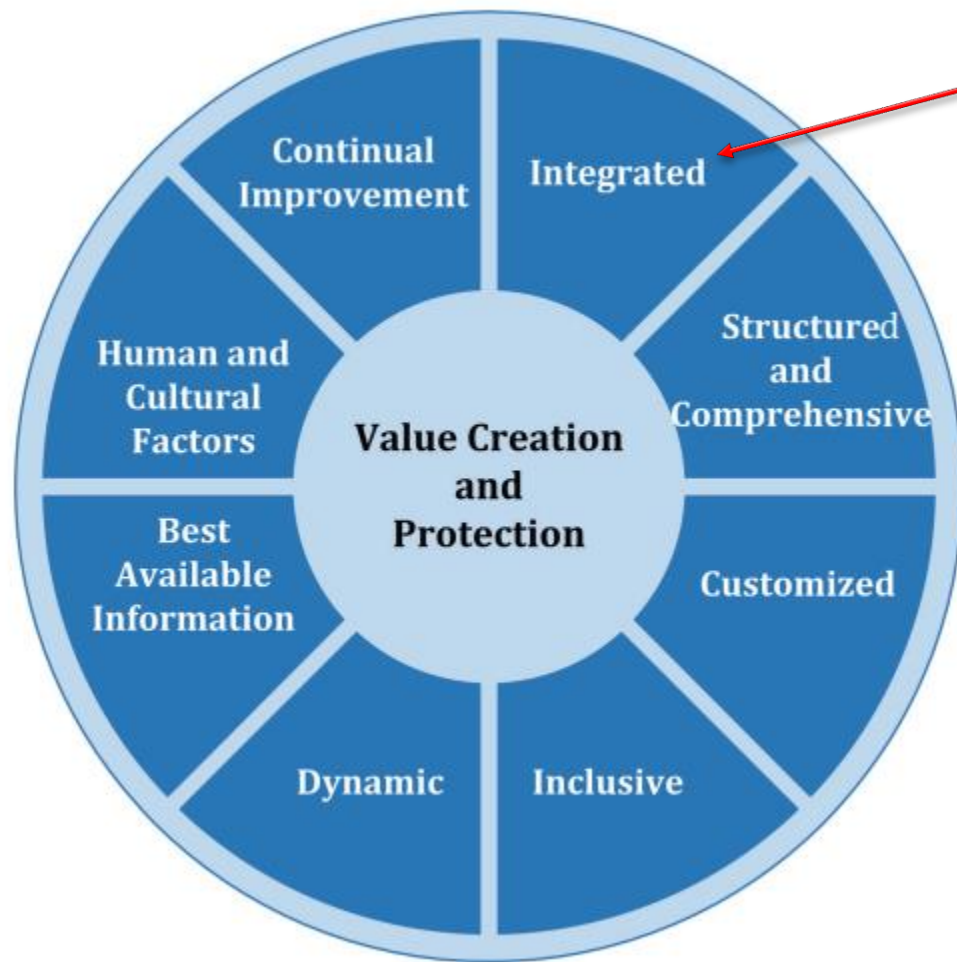 Continual
Improvement
Integrated
Structured
and
Comprehensive
Customized
Inclusive
Dynamic
Best
Available
Information
Human and
Cultural
Factors
Value Creation
and
Protection